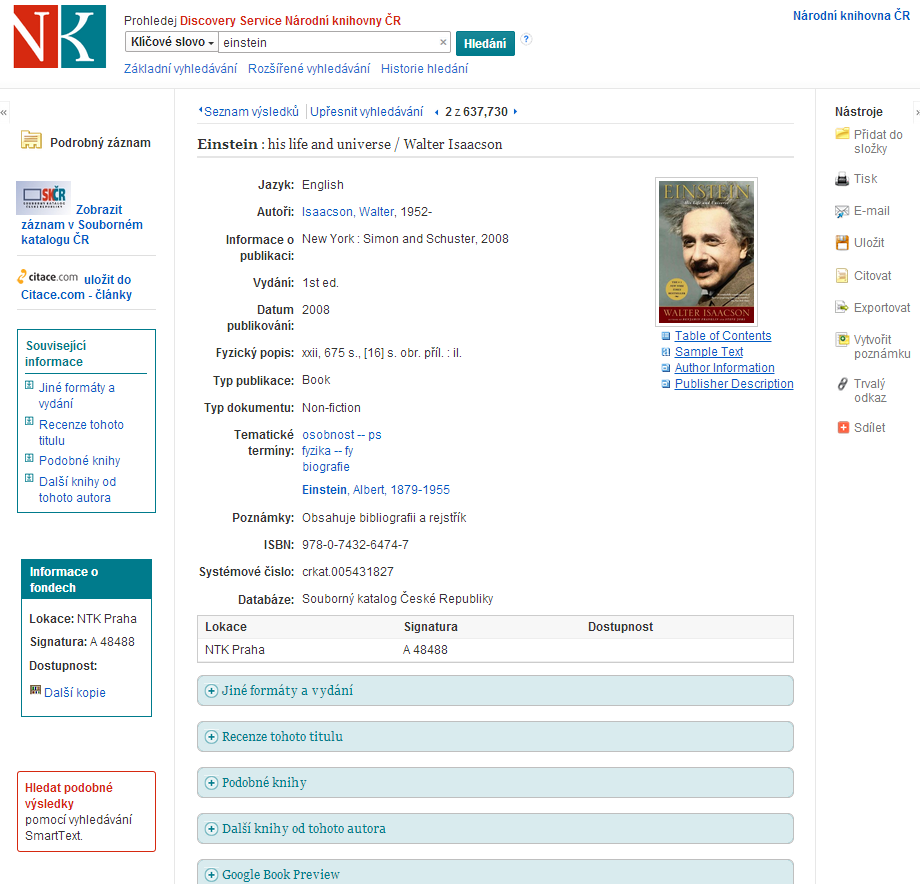 NK
Prohledej Discovery Service Národní knihovny ČR
Národní knihovna ČR
Klíčové slovo
einstein
×
Hledání
?
Základní vyhledávání Rozšířené vyhledávání Historie hledání
«
Podrobný záznam
SKČR
Zobrazit
záznam v Souborném
katalogu ČR
citace.com uložit do
Citace.com - články
Související
informace
Jiné formáty a
vydání
Recenze tohoto
titulu
Podobné knihy
Další knihy od
tohoto autora
Informace o
fondech
Lokace: NTK Praha
Signatura: A 48488
Dostupnost:
Další kopie
Hledat podobné
výsledky
pomocí vyhledávání
SmartText.
Seznam výsledků Upřesnit vyhledávání 2 z 637,730
Einstein : his life and universe / Walter Isaacson
Jazyk: English
Autoři: Isaacson, Walter, 1952-
Informace o New York : Simon and Schuster, 2008
publikaci:
Vydání: 1st ed.
Datum 2008
publikování:
Fyzický popis: xxii, 675 s., [16] s. obr. příl. : il.
Typ publikace: Book
Typ dokumentu: Non-fiction
Tematické osobnost -- ps
termíny: fyzika -- fy
biografie
Einstein, Albert, 1879-1955
Poznámky: Obsahuje bibliografii a rejstřík
ISBN: 978-0-7432-6474-7
Systémové číslo: crkat.005431827
Databáze: Souborný katalog České Republiky
EINSTEIN
His Life and Universe
WALTER ISAACSON
Table of Contents
Sample Text
Author Information
Publisher Description
Lokace Signatura Dostupnost
NTK Praha A 48488
Jiné formáty a vydání
Recenze tohoto titulu
Podobné knihy
Další knihy od tohoto autora
Google Book Preview
Nástroje
»
Přidat do
složky
Tisk
E-mail
Uložit
Citovat
Exportovat
Vytvořit
poznámku
Trvalý
odkaz
Sdílet